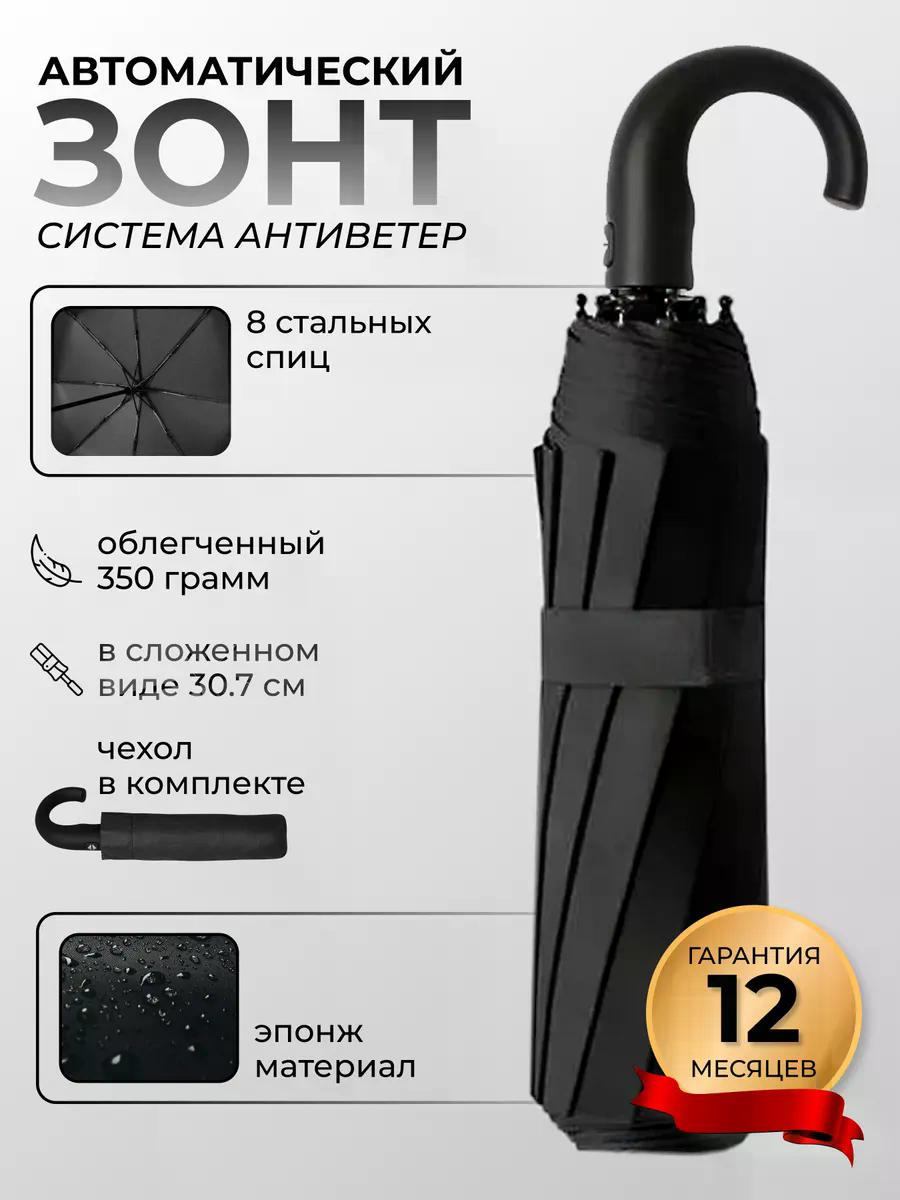 АВТОМАТИЧЕСКИЙ
ЗОНТ
СИСТЕМА АНТИВЕТЕР
8 стальных
спиц
облегченный
350 грамм
в сложенном
виде 30.7 см
чехол
в комплекте
эпонж
материал
ГАРАНТИЯ
12
МЕСЯЦЕВ